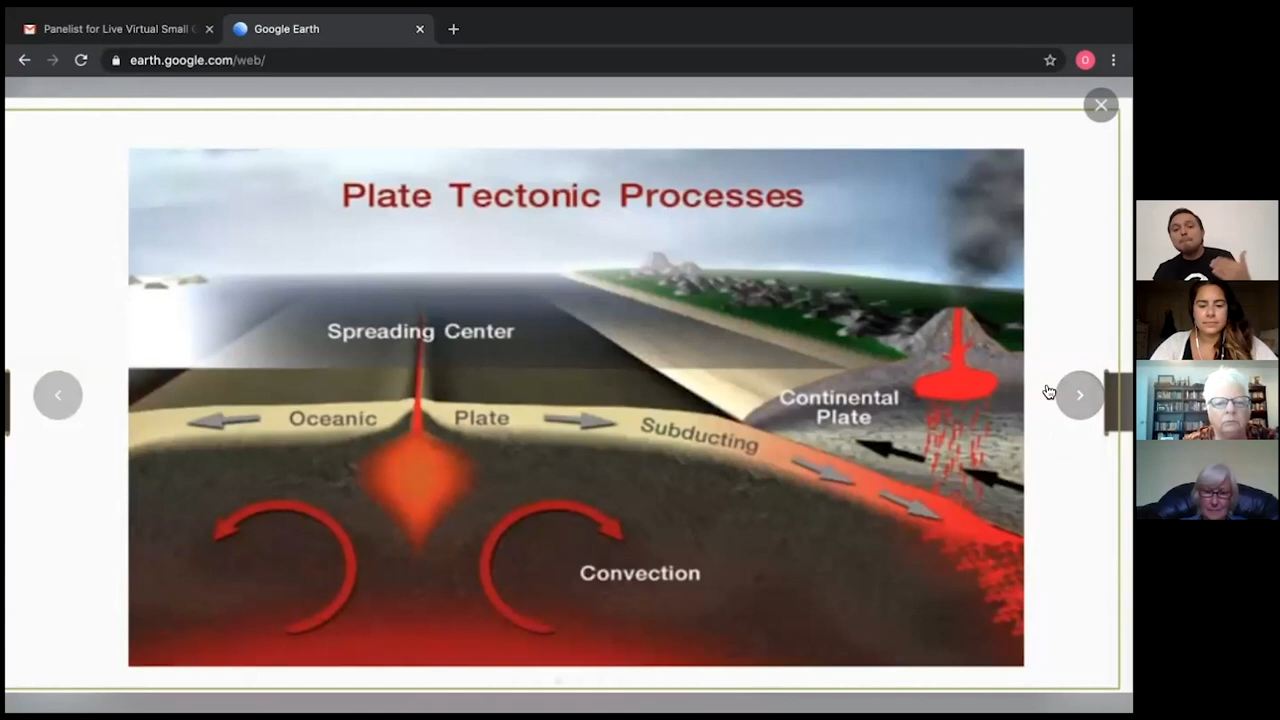 Panelist for Live Virtual Small
Google Earth
earth.google.com/web/
O
Plate Tectonic Processes
Spreading Center
Continental
Plate
Oceanic Plate Subducting
Convection